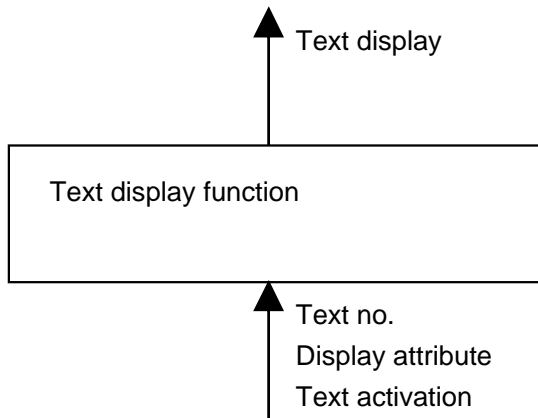 Text display
Text display function
Text no.
Display attribute
Text activation